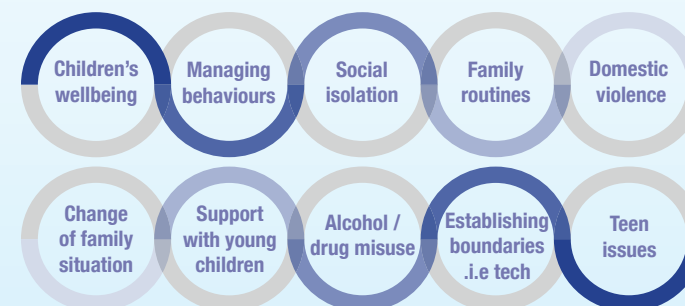 Children's
wellbeing
Managing
behaviours
Social
isolation
Family
routines
Domestic
violence
Change
of family
situation
Support
with young
children
Alcohol /
drug misuse
Establishing
boundaries
.i.e tech
Teen
issues